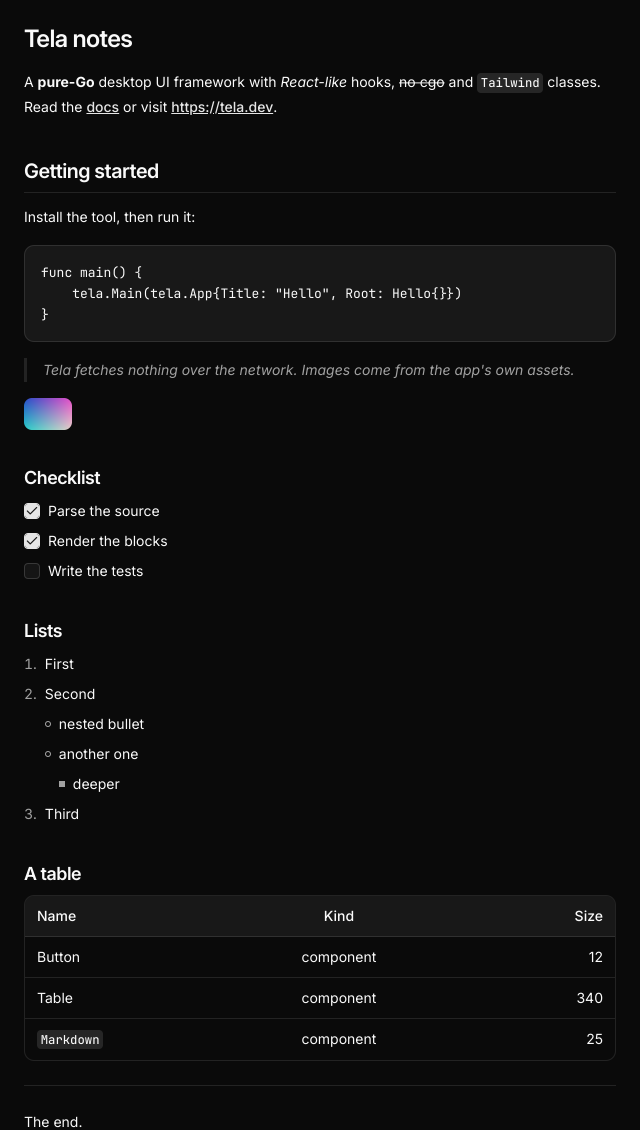 Tela notes
A pure-Go desktop UI framework with React-like hooks, no cgo and Tailwind classes.
Read the docs or visit https://tela.dev.
Getting started
Install the tool, then run it:
func main() {
    tela.Main(tela.App{Title: "Hello", Root: Hello{}})
}
Tela fetches nothing over the network. Images come from the app's own assets.
Checklist
Parse the source
Render the blocks
Write the tests
Lists
1. First
2. Second
nested bullet
another one
deeper
3. Third
A table
Name Kind Size
Button component 12
Table component 340
Markdown component 25
The end.